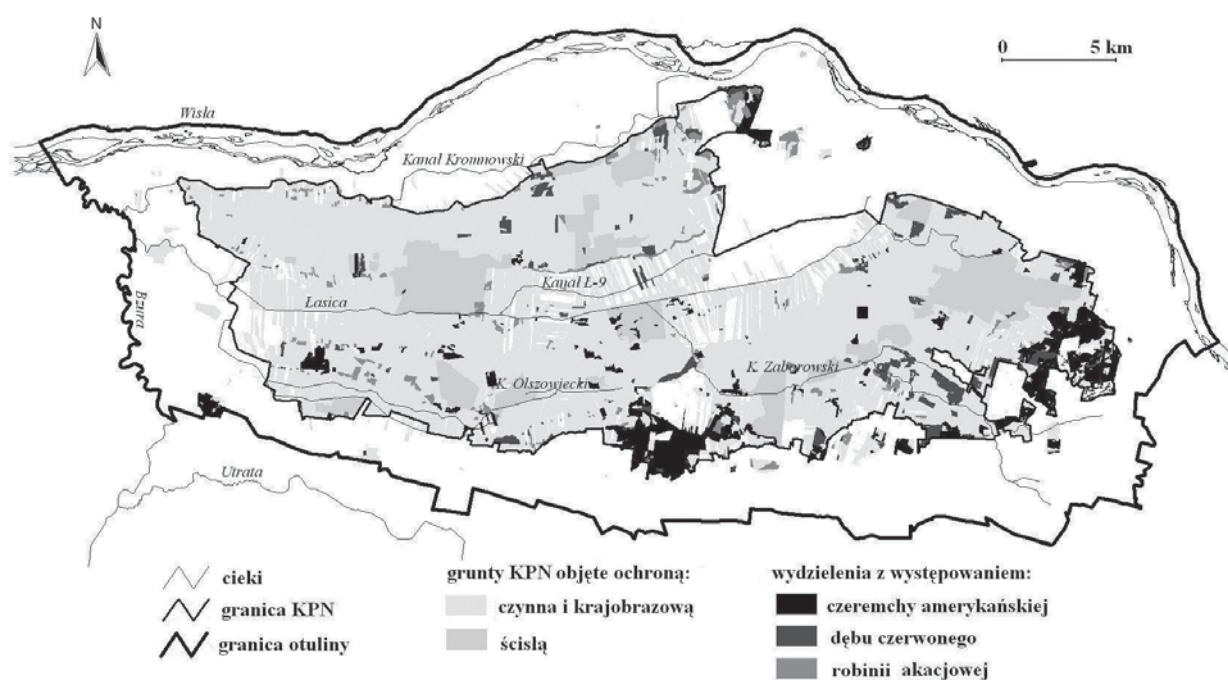 N
0 5 km
Wisła
Kanał Kromnowski
Kanał Ł-9
Łasica
Bzura
K. Zaborowski
K. Olszowiecki
Utrata
cieki
granica KPN
granica otuliny
grunty KPN objęte ochroną:
czynna i krajobrazową
ścisłą
wydzielenia z występowaniem:
czeremchy amerykańskiej
dębu czerwonego
robinii akacjowej